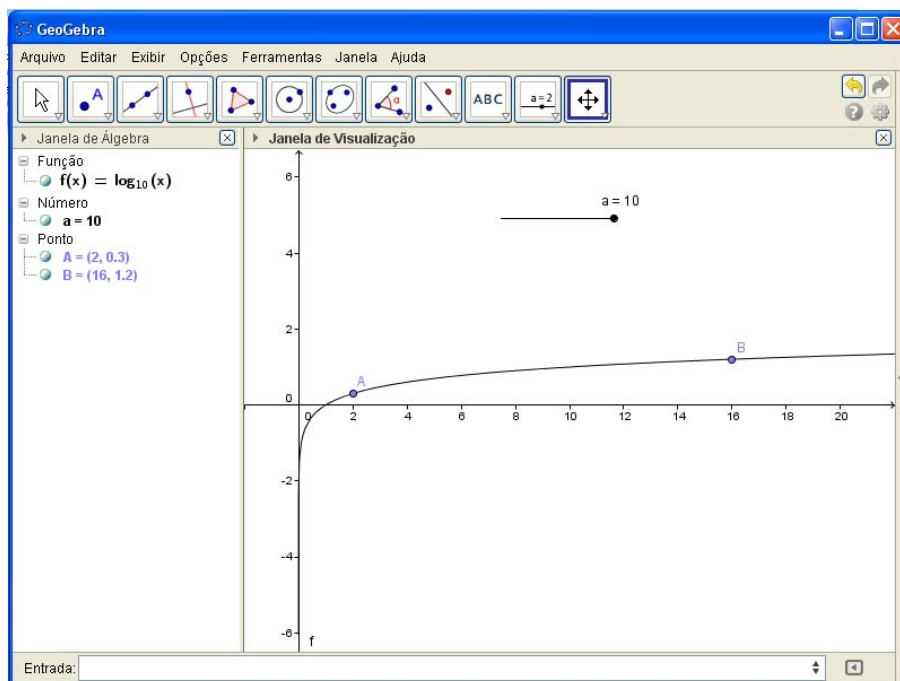 GeoGebra
Arquivo Editar Exibir Opções Ferramentas Janela Ajuda
A α ABC a=2
Janela de Álgebra
Função
f(x) = log₁₀(x)
Número
a = 10
Ponto
A = (2, 0.3)
B = (16, 1.2)
Janela de Visualização
a = 10
6
4
2
0
-2
-4
-6
0 2 4 6 8 10 12 14 16 18 20
A
B
f
Entrada: